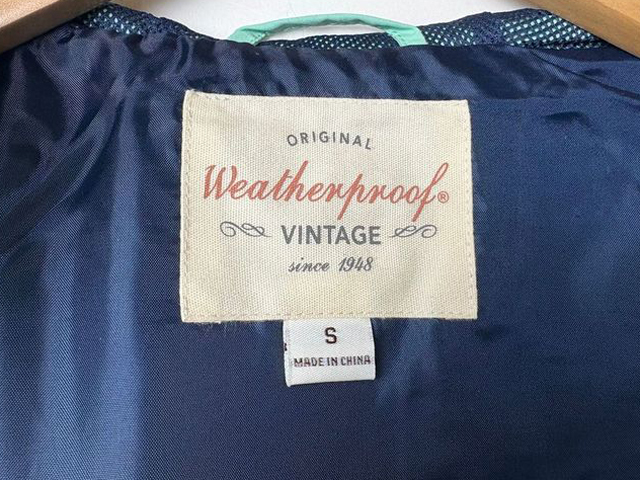 ORIGINAL
Weatherproof®
VINTAGE
since 1948
S
MADE IN CHINA